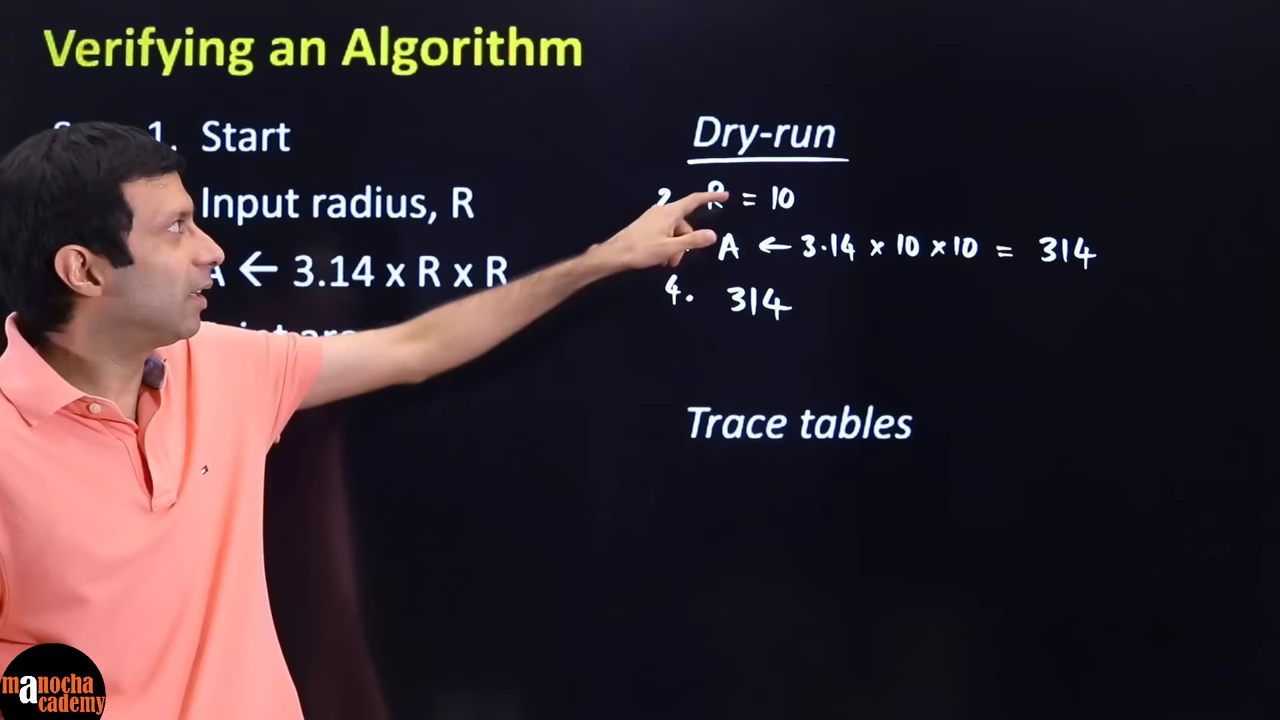 Verifying an Algorithm
1. Start
Input radius, R
A ← 3.14 x R x R
Dry-run
2. R = 10
A ← 3.14 x 10 x 10 = 314
4. 314
Trace tables
manocha
academy